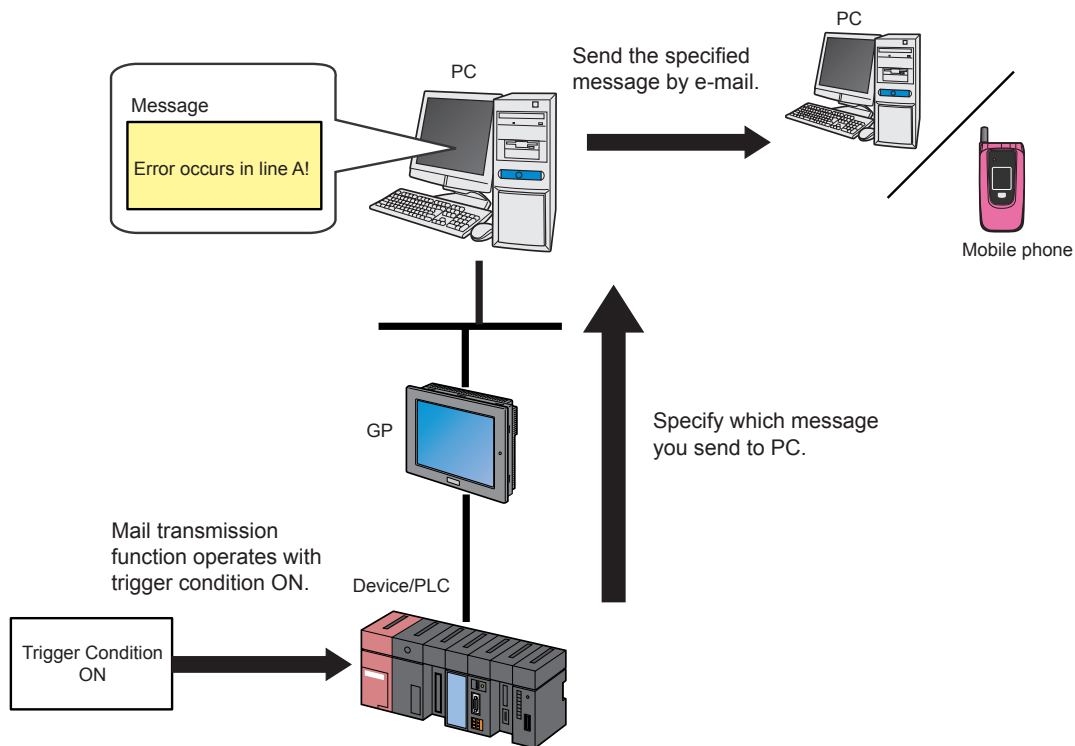 PC
Send the specified
message by e-mail.
PC
Message
Error occurs in line A!
Mobile phone
GP
Specify which message
you send to PC.
Mail transmission
function operates with
trigger condition ON.
Device/PLC
Trigger Condition
ON